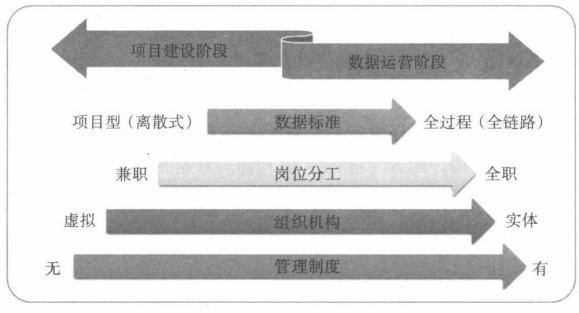 项目建设阶段
数据运营阶段
项目型（离散式） 数据标准 全过程（全链路）
兼职 岗位分工 全职
虚拟 组织机构 实体
无 管理制度 有